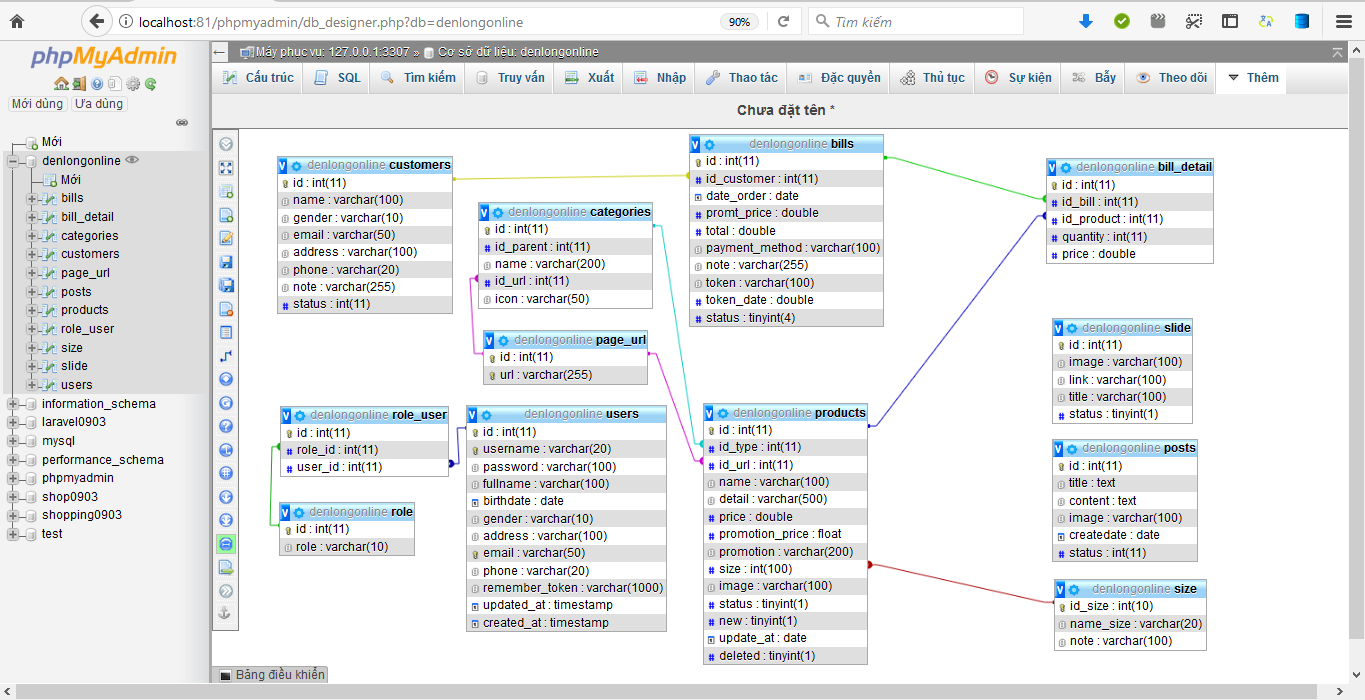 localhost:81/phpmyadmin/db_designer.php?db=denlongonline
90%
Tìm kiếm
phpMyAdmin
Mới dùng
Ưa dùng
Mới
denlongonline
Mới
bills
bill_detail
categories
customers
page_url
posts
products
role_user
size
slide
users
information_schema
laravel0903
mysql
performance_schema
phpmyadmin
shop0903
shopping0903
test
Máy phục vụ: 127.0.0.1:3307 » Cơ sở dữ liệu: denlongonline
Cấu trúc
SQL
Tìm kiếm
Truy vấn
Xuất
Nhập
Thao tác
Đặc quyền
Thủ tục
Sự kiện
Bẫy
Theo dõi
Thêm
Chưa đặt tên *
denlongonline customers
id : int(11)
name : varchar(100)
gender : varchar(10)
email : varchar(50)
address : varchar(100)
phone : varchar(20)
note : varchar(255)
status : int(11)
denlongonline categories
id : int(11)
id_parent : int(11)
name : varchar(200)
id_url : int(11)
icon : varchar(50)
denlongonline page_url
id : int(11)
url : varchar(255)
denlongonline bills
id : int(11)
id_customer : int(11)
date_order : date
promt_price : double
total : double
payment_method : varchar(100)
note : varchar(255)
token : varchar(100)
token_date : double
status : tinyint(4)
denlongonline bill_detail
id : int(11)
id_bill : int(11)
id_product : int(11)
quantity : int(11)
price : double
denlongonline role_user
id : int(11)
role_id : int(11)
user_id : int(11)
denlongonline role
id : int(11)
role : varchar(10)
denlongonline users
id : int(11)
username : varchar(20)
password : varchar(100)
fullname : varchar(100)
birthdate : date
gender : varchar(10)
address : varchar(100)
email : varchar(50)
phone : varchar(20)
remember_token : varchar(1000)
updated_at : timestamp
created_at : timestamp
denlongonline products
id : int(11)
id_type : int(11)
id_url : int(11)
name : varchar(100)
detail : varchar(500)
price : double
promotion_price : float
promotion : varchar(200)
size : int(100)
image : varchar(100)
status : tinyint(1)
new : tinyint(1)
update_at : date
deleted : tinyint(1)
denlongonline slide
id : int(11)
image : varchar(100)
link : varchar(100)
title : varchar(100)
status : tinyint(1)
denlongonline posts
id : int(11)
title : text
content : text
image : varchar(100)
createdate : date
status : int(11)
denlongonline size
id_size : int(10)
name_size : varchar(20)
note : varchar(100)
Bảng điều khiển